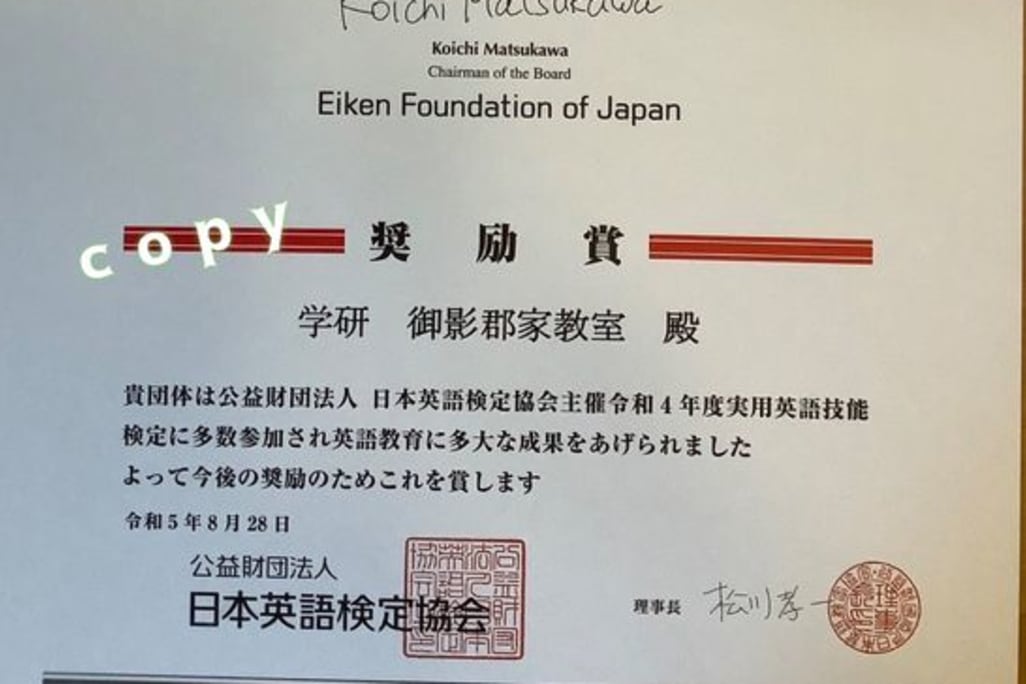 Koichi Matsukawa
Koichi Matsukawa
Chairman of the Board
Eiken Foundation of Japan
copy
奨励賞
学研 御影郡家教室 殿
貴団体は公益財団法人 日本英語検定協会主催令和4年度実用英語技能
検定に多数参加され英語教育に多大な成果をあげられました
よって今後の奨励のためこれを賞します
令和5年8月28日
公益財団法人
日本英語検定協会
理事長 松川孝一